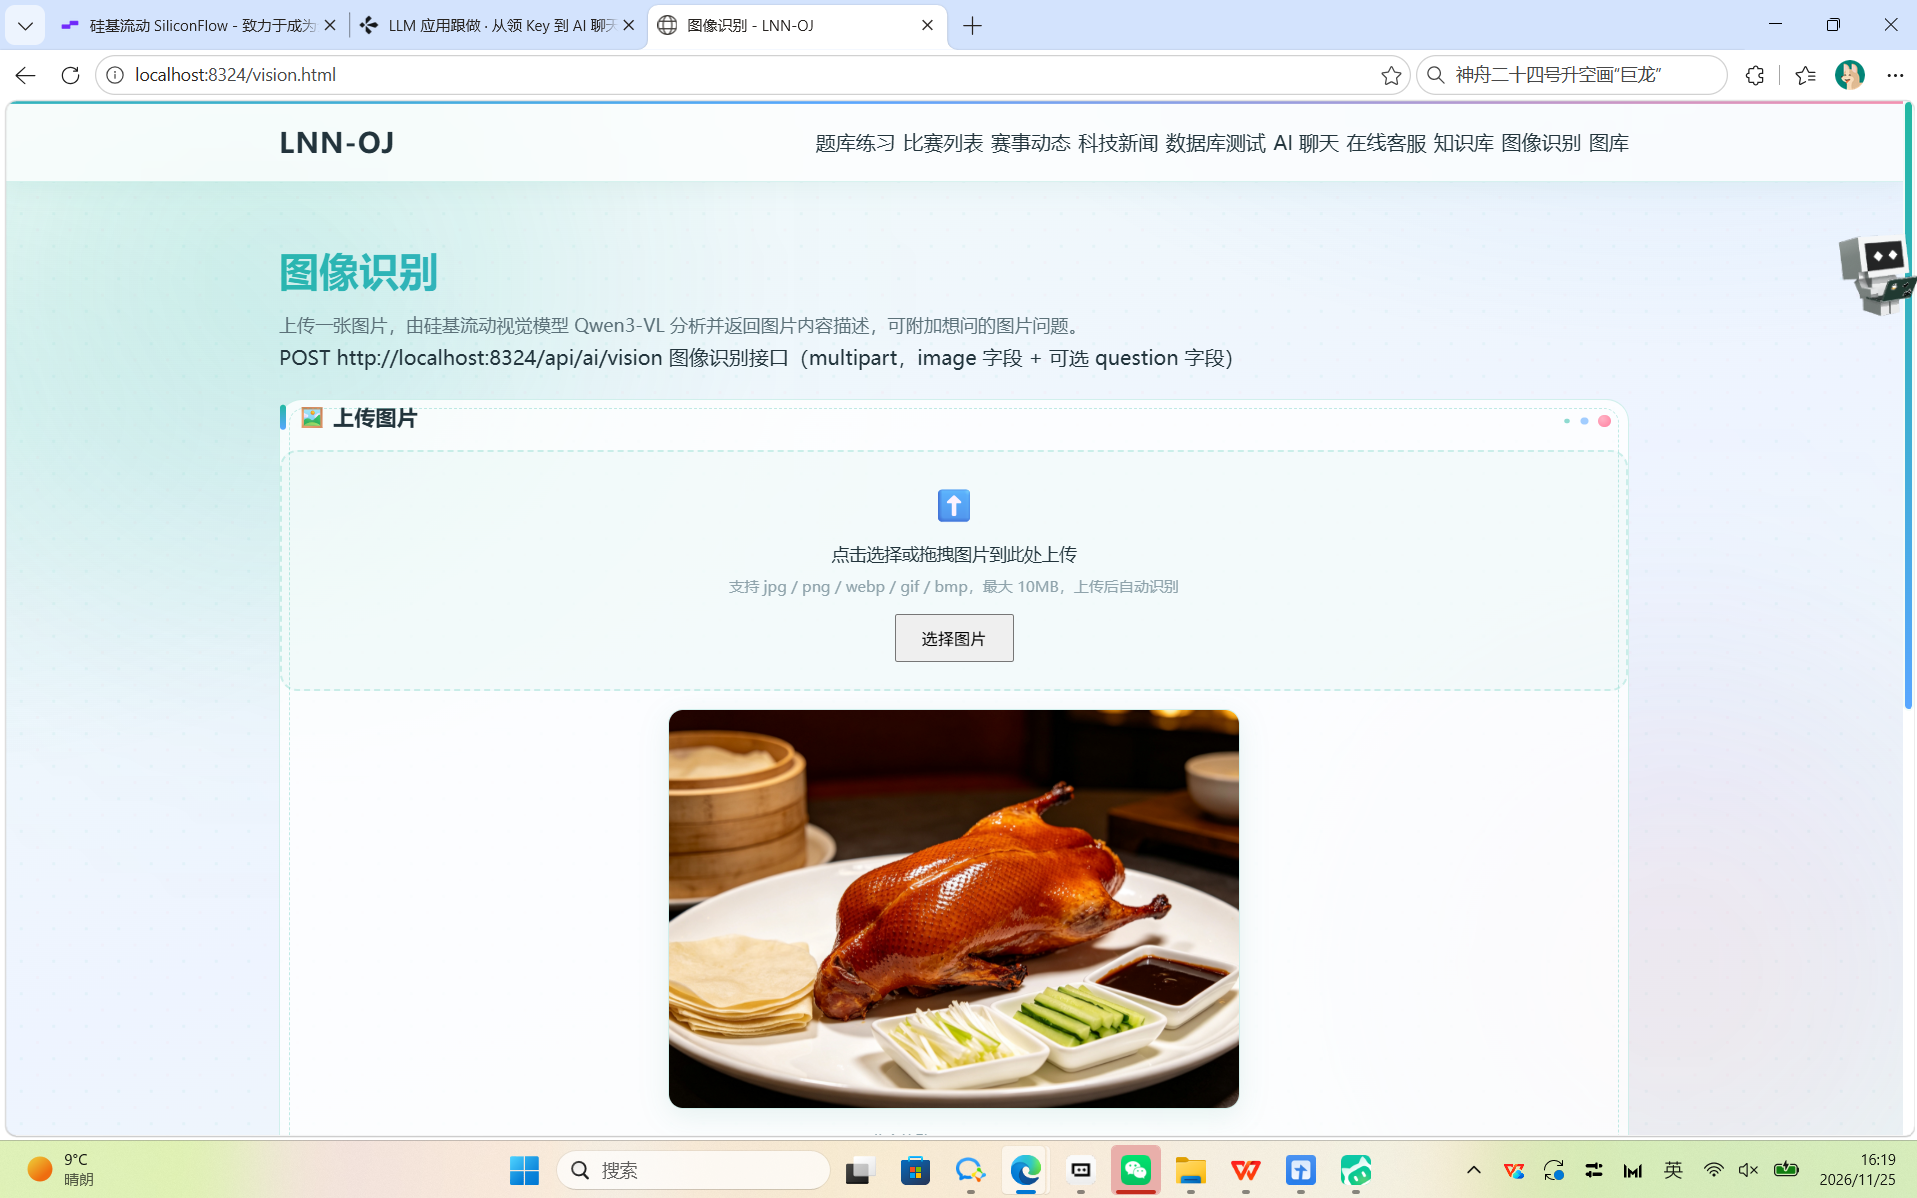 硅基流动 SiliconFlow - 致力于成为
LLM 应用跟做 · 从领 Key 到 AI 聊天
图像识别 - LNN-OJ
localhost:8324/vision.html
神舟二十四号升空画“巨龙”
LNN-OJ
题库练习 比赛列表 赛事动态 科技新闻 数据库测试 AI 聊天 在线客服 知识库 图像识别 图库
图像识别
上传一张图片，由硅基流动视觉模型 Qwen3-VL 分析并返回图片内容描述，可附加想问的图片问题。
POST http://localhost:8324/api/ai/vision 图像识别接口（multipart，image 字段 + 可选 question 字段）
上传图片
点击选择或拖拽图片到此处上传
支持 jpg / png / webp / gif / bmp，最大 10MB，上传后自动识别
选择图片
9°C
晴朗
搜索
英
16:19
2026/11/25